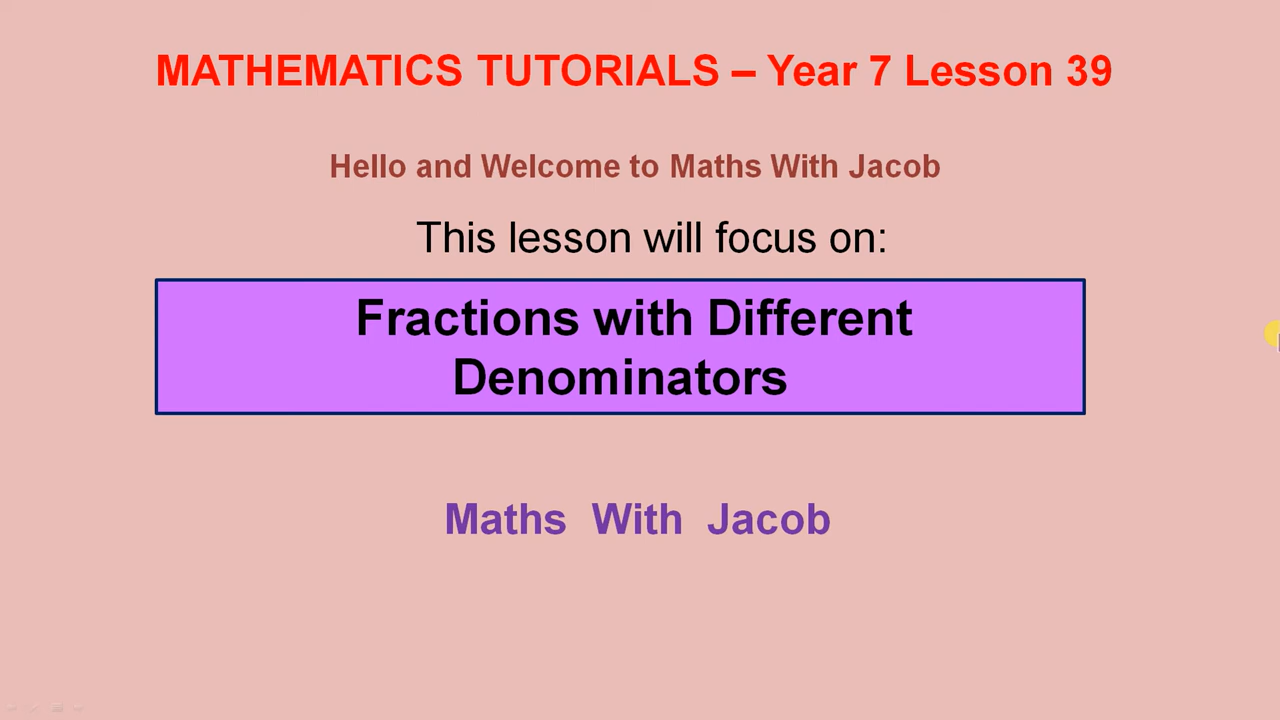 MATHEMATICS TUTORIALS – Year 7 Lesson 39
Hello and Welcome to Maths With Jacob
This lesson will focus on:
Fractions with Different
Denominators
Maths With Jacob